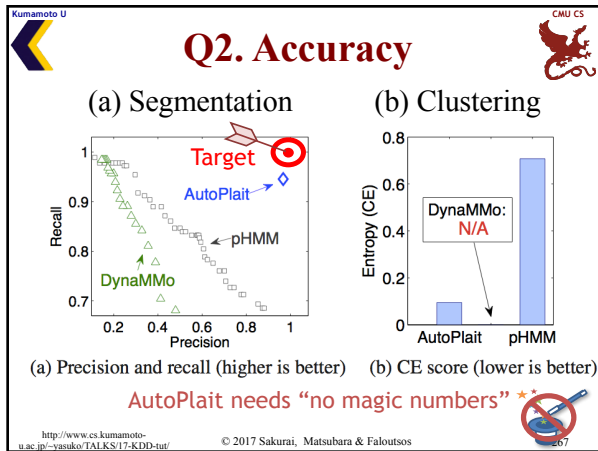 Kumamoto U
CMU CS
Q2. Accuracy
(a) Segmentation
(b) Clustering
Target
AutoPlait
pHMM
DynaMMo
Recall
1
0.9
0.8
0.7
0.2 0.4 0.6 0.8 1
Precision
Entropy (CE)
0.8
0.6
0.4
0.2
0
DynaMMo:
N/A
AutoPlait pHMM
(a) Precision and recall (higher is better)
(b) CE score (lower is better)
AutoPlait needs “no magic numbers”
http://www.cs.kumamoto-
u.ac.jp/~yasuko/TALKS/17-KDD-tut/
© 2017 Sakurai, Matsubara & Faloutsos
267